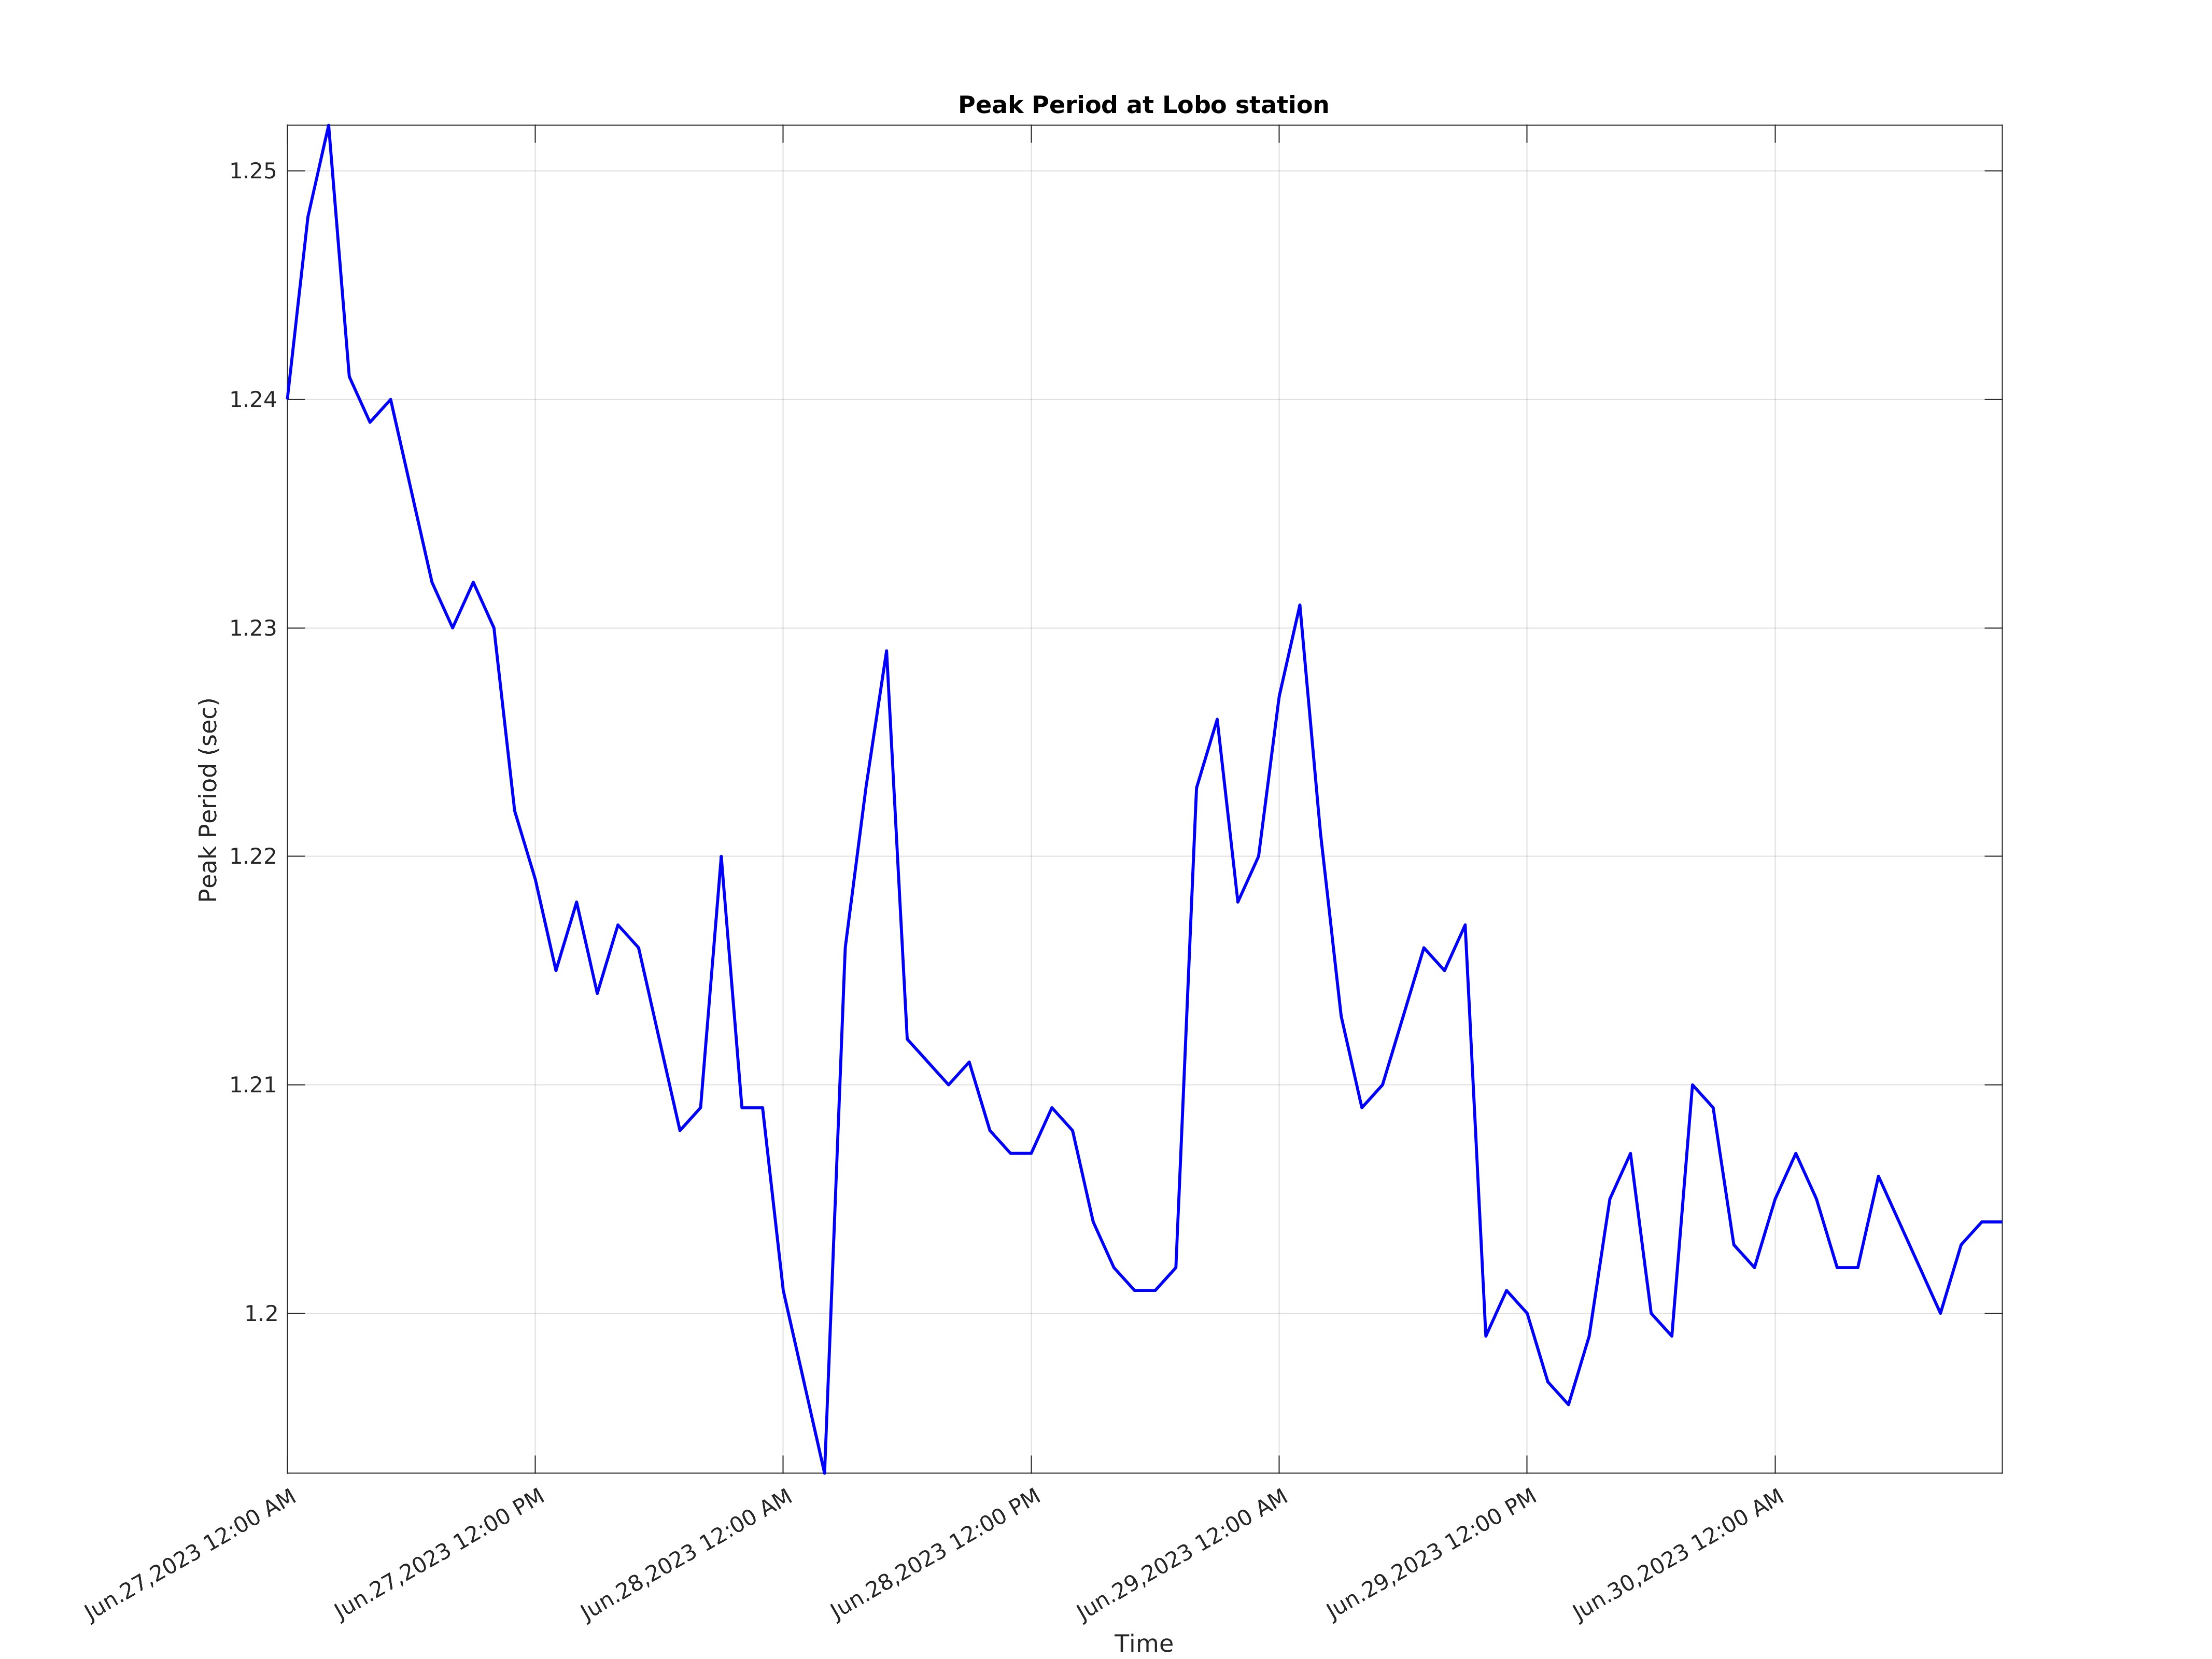 Peak Period at Lobo station
Peak Period (sec)
1.25
1.24
1.23
1.22
1.21
1.2
Jun.27,2023 12:00 AM
Jun.27,2023 12:00 PM
Jun.28,2023 12:00 AM
Jun.28,2023 12:00 PM
Jun.29,2023 12:00 AM
Jun.29,2023 12:00 PM
Jun.30,2023 12:00 AM
Time